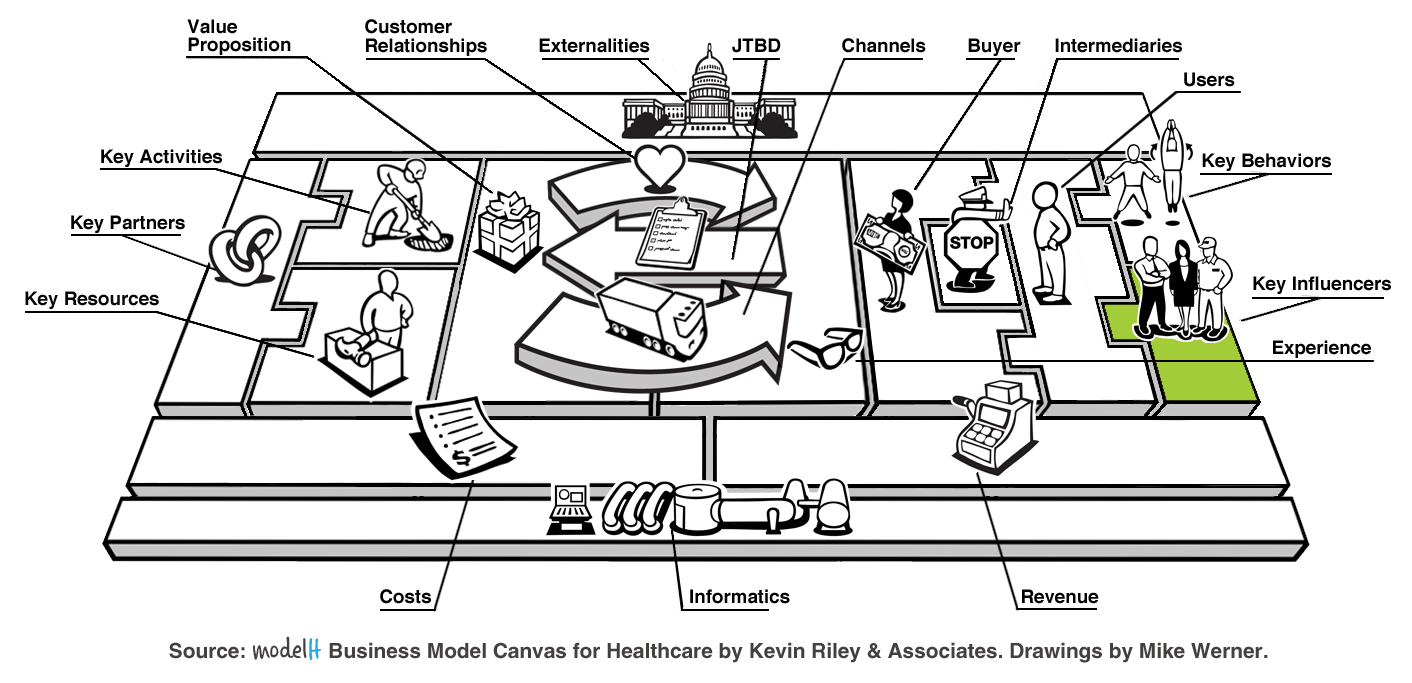 Value
Proposition
Customer
Relationships
Externalities
JTBD
Channels
Buyer
Intermediaries
Users
Key Activities
Key Behaviors
Key Partners
STOP
Key Resources
Key Influencers
Experience
$
Costs
Informatics
Revenue
Source: modelH Business Model Canvas for Healthcare by Kevin Riley & Associates. Drawings by Mike Werner.